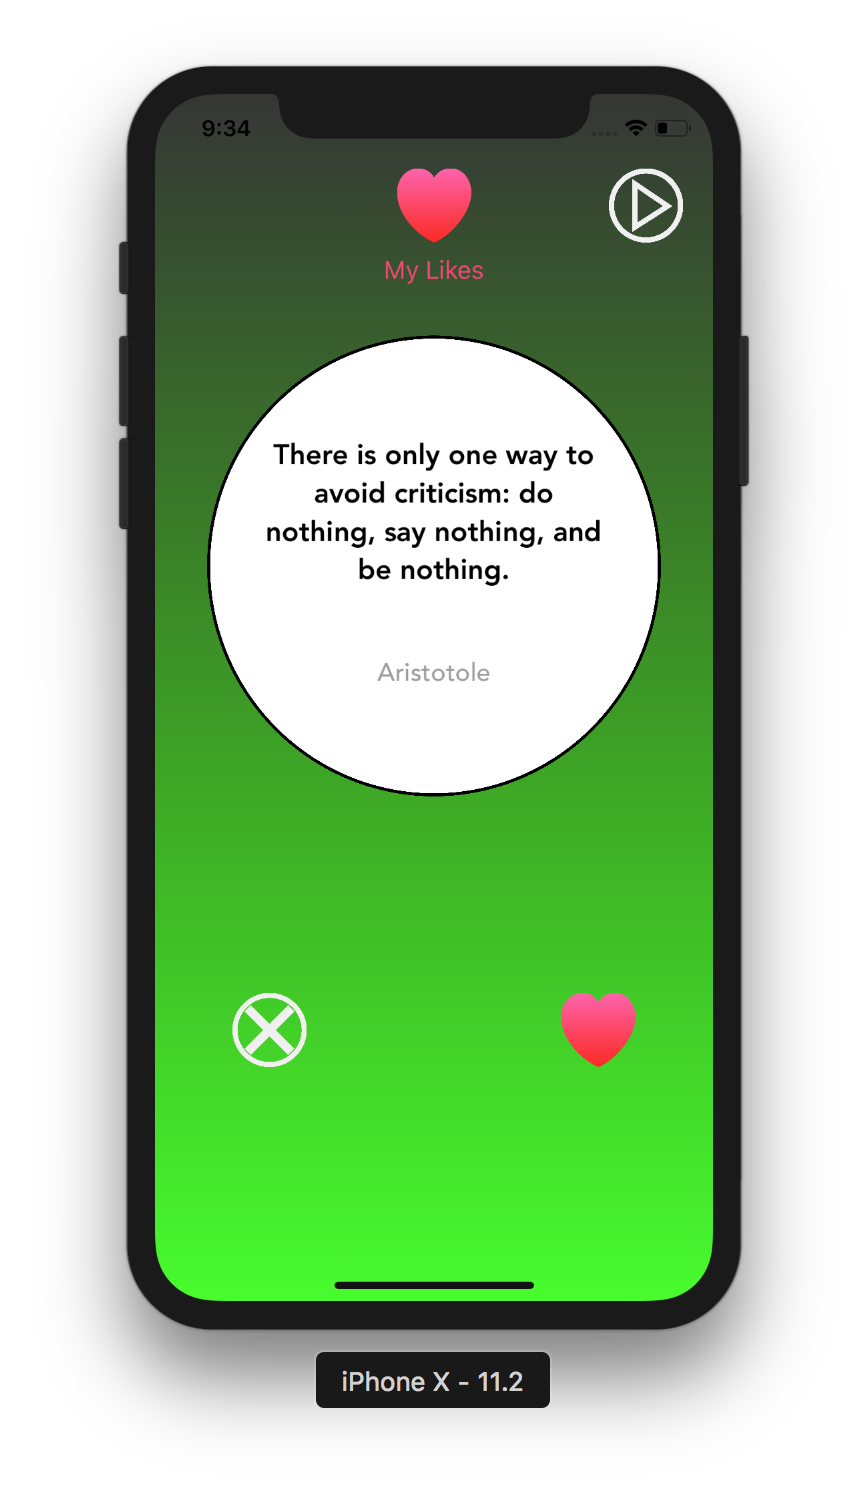 9:34
My Likes
There is only one way to
avoid criticism: do
nothing, say nothing, and
be nothing.
Aristotole
iPhone X - 11.2